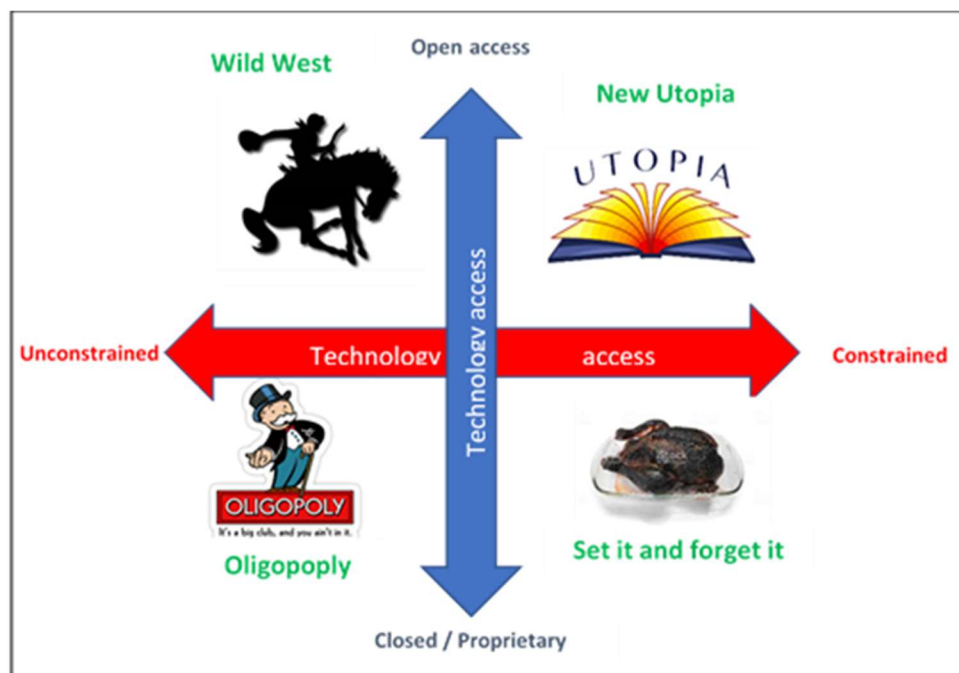 Open access
Wild West
New Utopia
UTOPIA
Technology access
Unconstrained
Technology access
Constrained
OLIGOPOLY
It's a big club, and you ain't in it.
Oligopoply
Set it and forget it
Closed / Proprietary